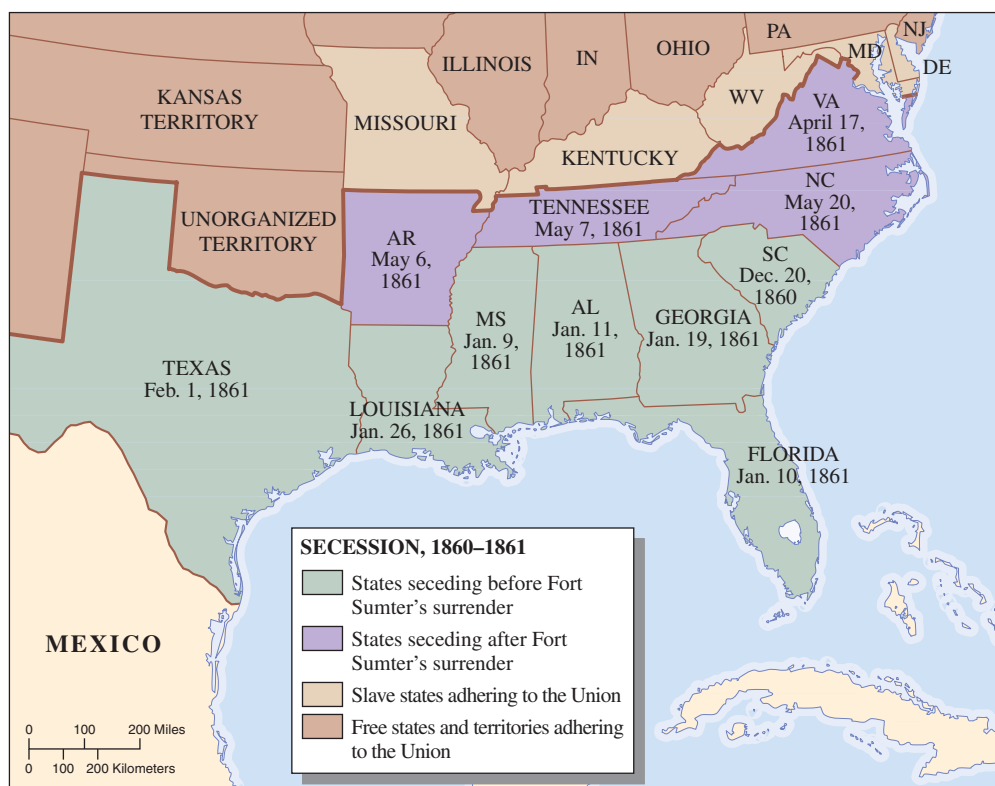 PA
NJ
ILLINOIS
IN
OHIO
MD
DE
KANSAS
TERRITORY
MISSOURI
WV
VA
April 17,
1861
KENTUCKY
NC
May 20,
1861
UNORGANIZED
TERRITORY
TENNESSEE
May 7, 1861
AR
May 6,
1861
SC
Dec. 20,
1860
MS
Jan. 9,
1861
AL
Jan. 11,
1861
GEORGIA
Jan. 19, 1861
TEXAS
Feb. 1, 1861
LOUISIANA
Jan. 26, 1861
FLORIDA
Jan. 10, 1861
SECESSION, 1860–1861
States seceding before Fort
Sumter's surrender
States seceding after Fort
Sumter's surrender
Slave states adhering to the Union
Free states and territories adhering
to the Union
MEXICO
0 100 200 Miles
0 100 200 Kilometers